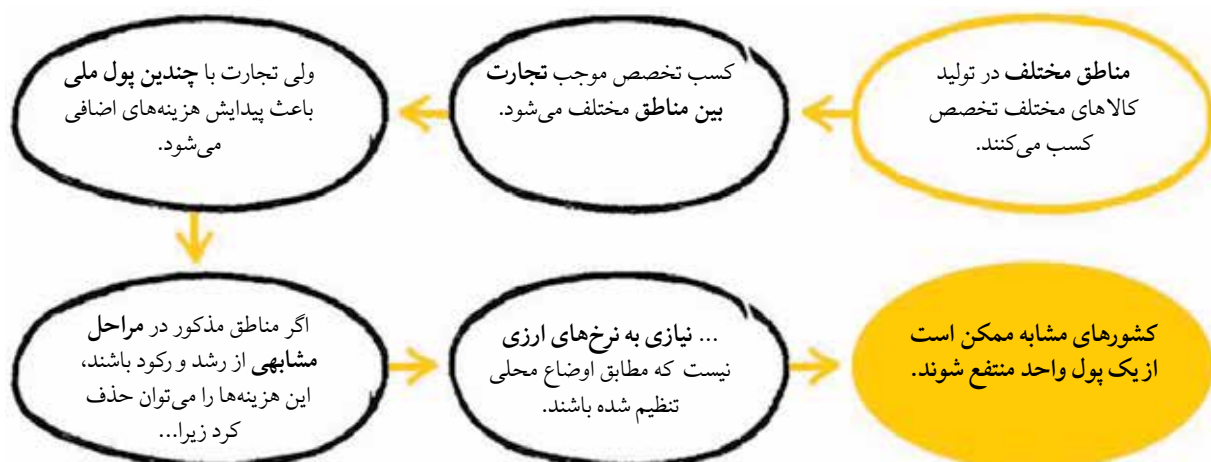 مناطق مختلف در تولید
کالاهای مختلف تخصص
کسب می‌کنند.
کسب تخصص موجب تجارت
بین مناطق مختلف می‌شود.
ولی تجارت با چندین پول ملی
باعث پیدایش هزینه‌های اضافی
می‌شود.
اگر مناطق مذکور در مراحل
مشابهی از رشد و رکود باشند،
این هزینه‌ها را می‌توان حذف
کرد زیرا...
... نیازی به نرخ‌های ارزی
نیست که مطابق اوضاع محلی
تنظیم شده باشند.
کشورهای مشابه ممکن است
از یک پول واحد منتفع شوند.